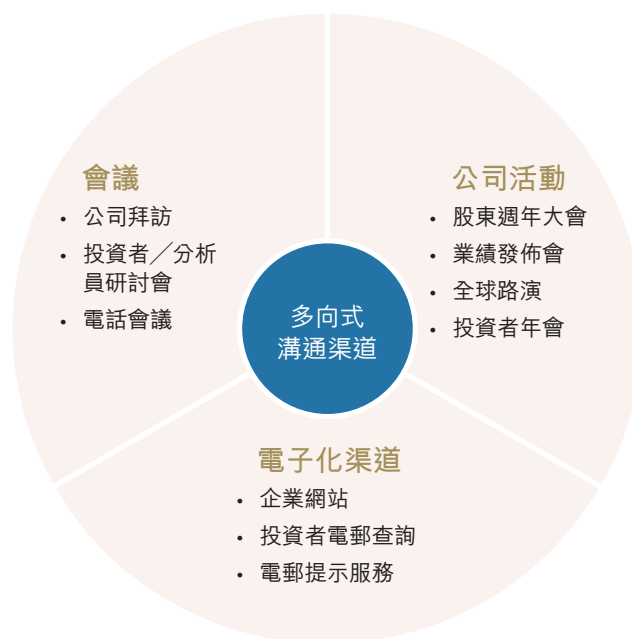 會議
• 公司拜訪
• 投資者╱分析
員研討會
• 電話會議
公司活動
• 股東週年大會
• 業績發佈會
• 全球路演
• 投資者年會
多向式
溝通渠道
電子化渠道
• 企業網站
• 投資者電郵查詢
• 電郵提示服務